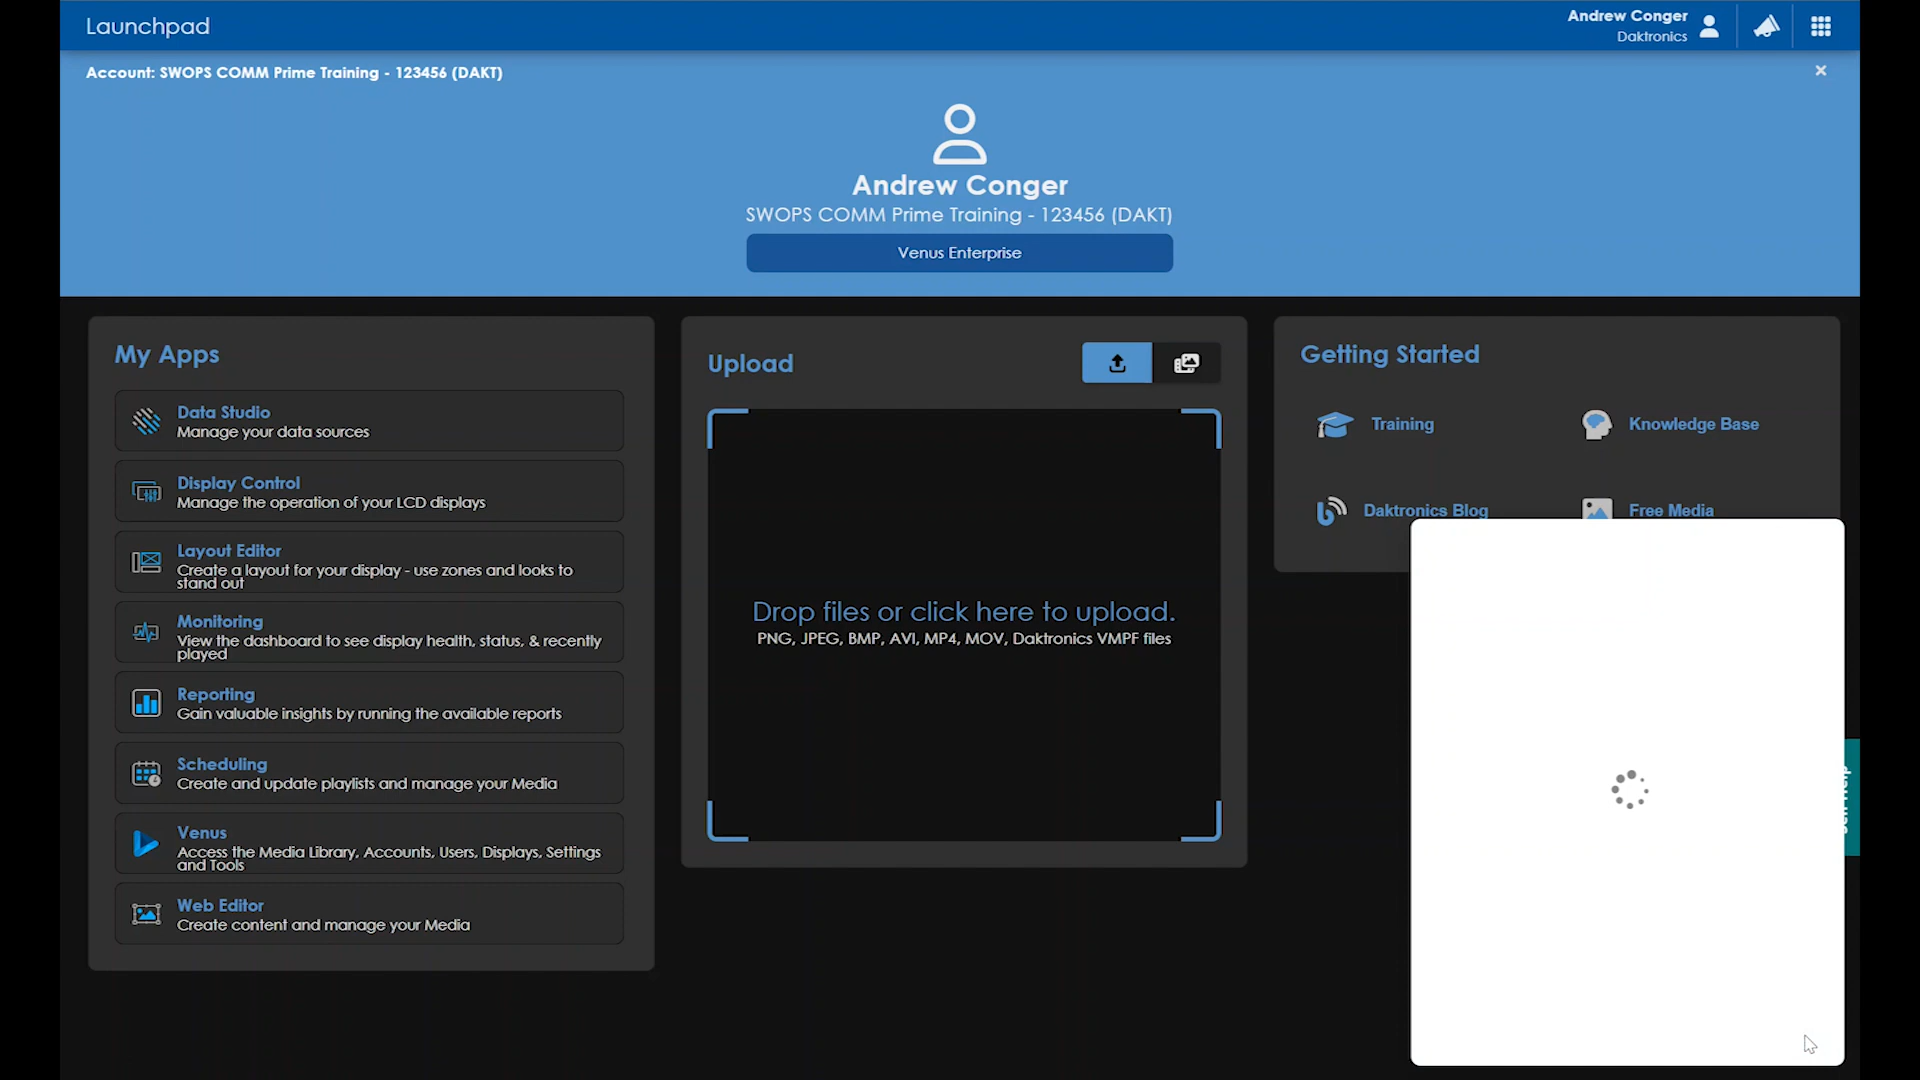 Launchpad
Andrew Conger
Daktronics
Account: SWOPS COMM Prime Training - 123456 (DAKT)
Andrew Conger
SWOPS COMM Prime Training - 123456 (DAKT)
Venus Enterprise
My Apps
Data Studio
Manage your data sources
Display Control
Manage the operation of your LCD displays
Layout Editor
Create a layout for your display - use zones and looks to
stand out
Monitoring
View the dashboard to see display health, status, & recently
played
Reporting
Gain valuable insights by running the available reports
Scheduling
Create and update playlists and manage your Media
Venus
Access the Media Library, Accounts, Users, Displays, Settings
and Tools
Web Editor
Create content and manage your Media
Upload
Drop files or click here to upload.
PNG, JPEG, BMP, AVI, MP4, MOV, Daktronics VMPF files
Getting Started
Training
Knowledge Base
Daktronics Blog
Free Media